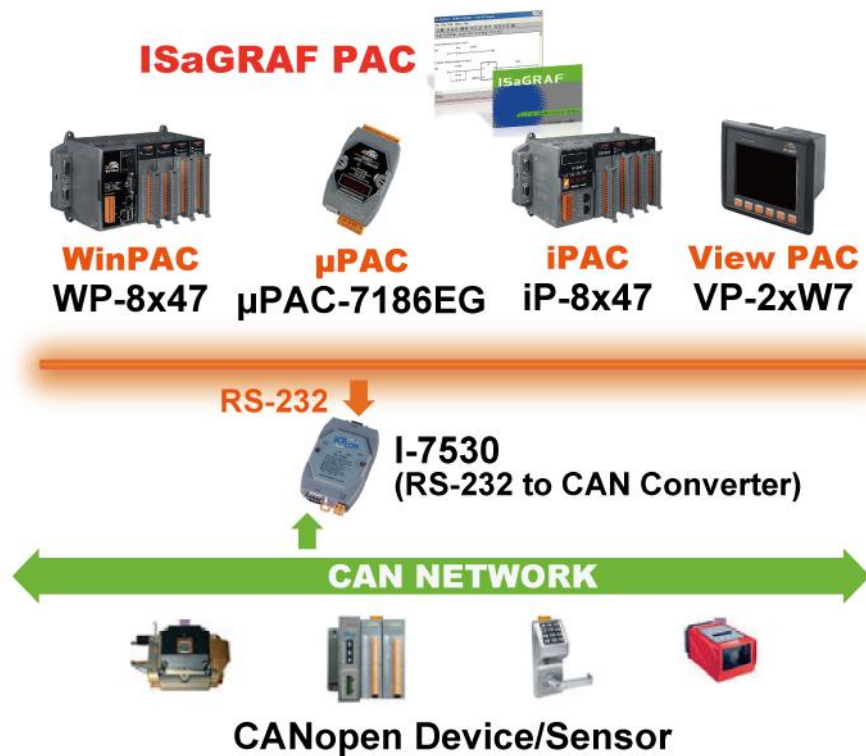 ISaGRAF PAC
ISaGRAF
WinPAC
WP-8x47
µPAC
µPAC-7186EG
iPAC
iP-8x47
View PAC
VP-2xW7
RS-232
I-7530
(RS-232 to CAN Converter)
CAN NETWORK
CANopen Device/Sensor